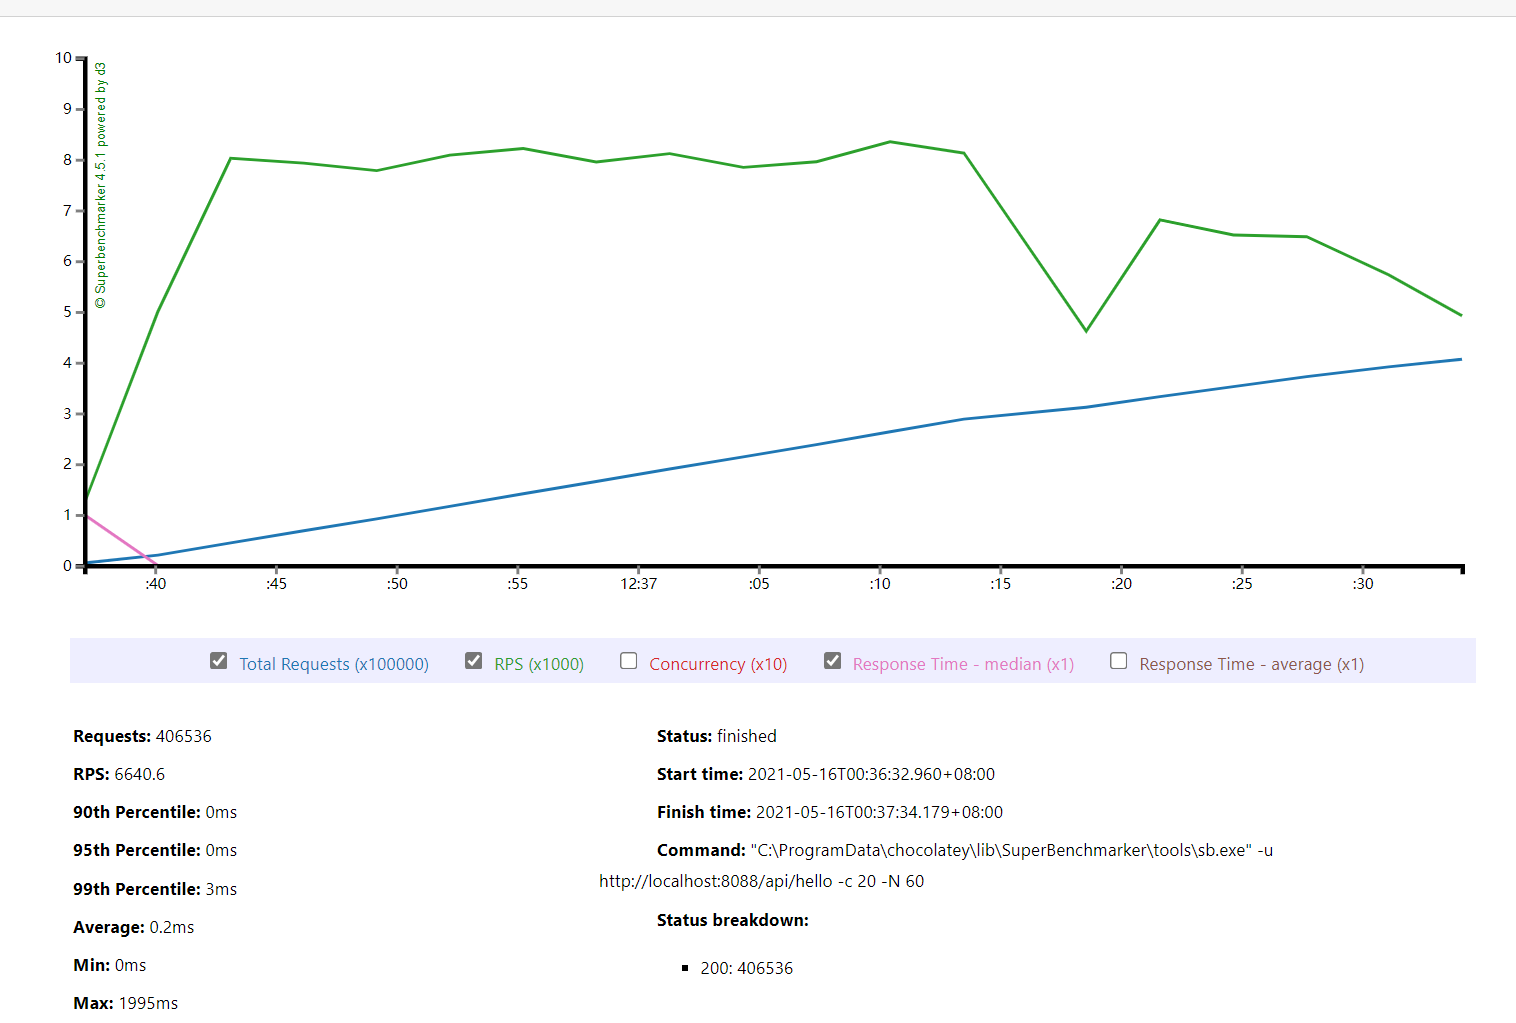 10
9
8
7
6
5
4
3
2
1
0
© Superbenchmarker 4.5.1 powered by d3
:40 :45 :50 :55 12:37 :05 :10 :15 :20 :25 :30
Total Requests (x100000) RPS (x1000) Concurrency (x10) Response Time - median (x1) Response Time - average (x1)
Requests: 406536
RPS: 6640.6
90th Percentile: 0ms
95th Percentile: 0ms
99th Percentile: 3ms
Average: 0.2ms
Min: 0ms
Max: 1995ms
Status: finished
Start time: 2021-05-16T00:36:32.960+08:00
Finish time: 2021-05-16T00:37:34.179+08:00
Command: "C:\ProgramData\chocolatey\lib\SuperBenchmarker\tools\sb.exe" -u
http://localhost:8088/api/hello -c 20 -N 60
Status breakdown:
200: 406536